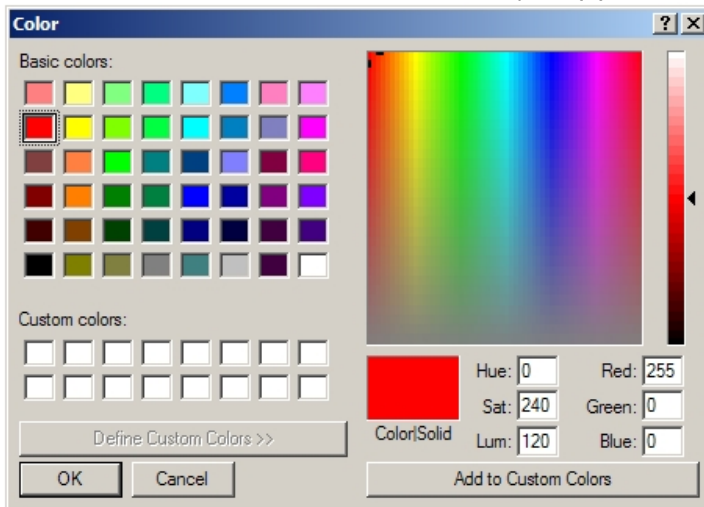 Color
Basic colors:
Custom colors:
Define Custom Colors >>
OK Cancel
Color|Solid
Hue: 0 Red: 255
Sat: 240 Green: 0
Lum: 120 Blue: 0
Add to Custom Colors